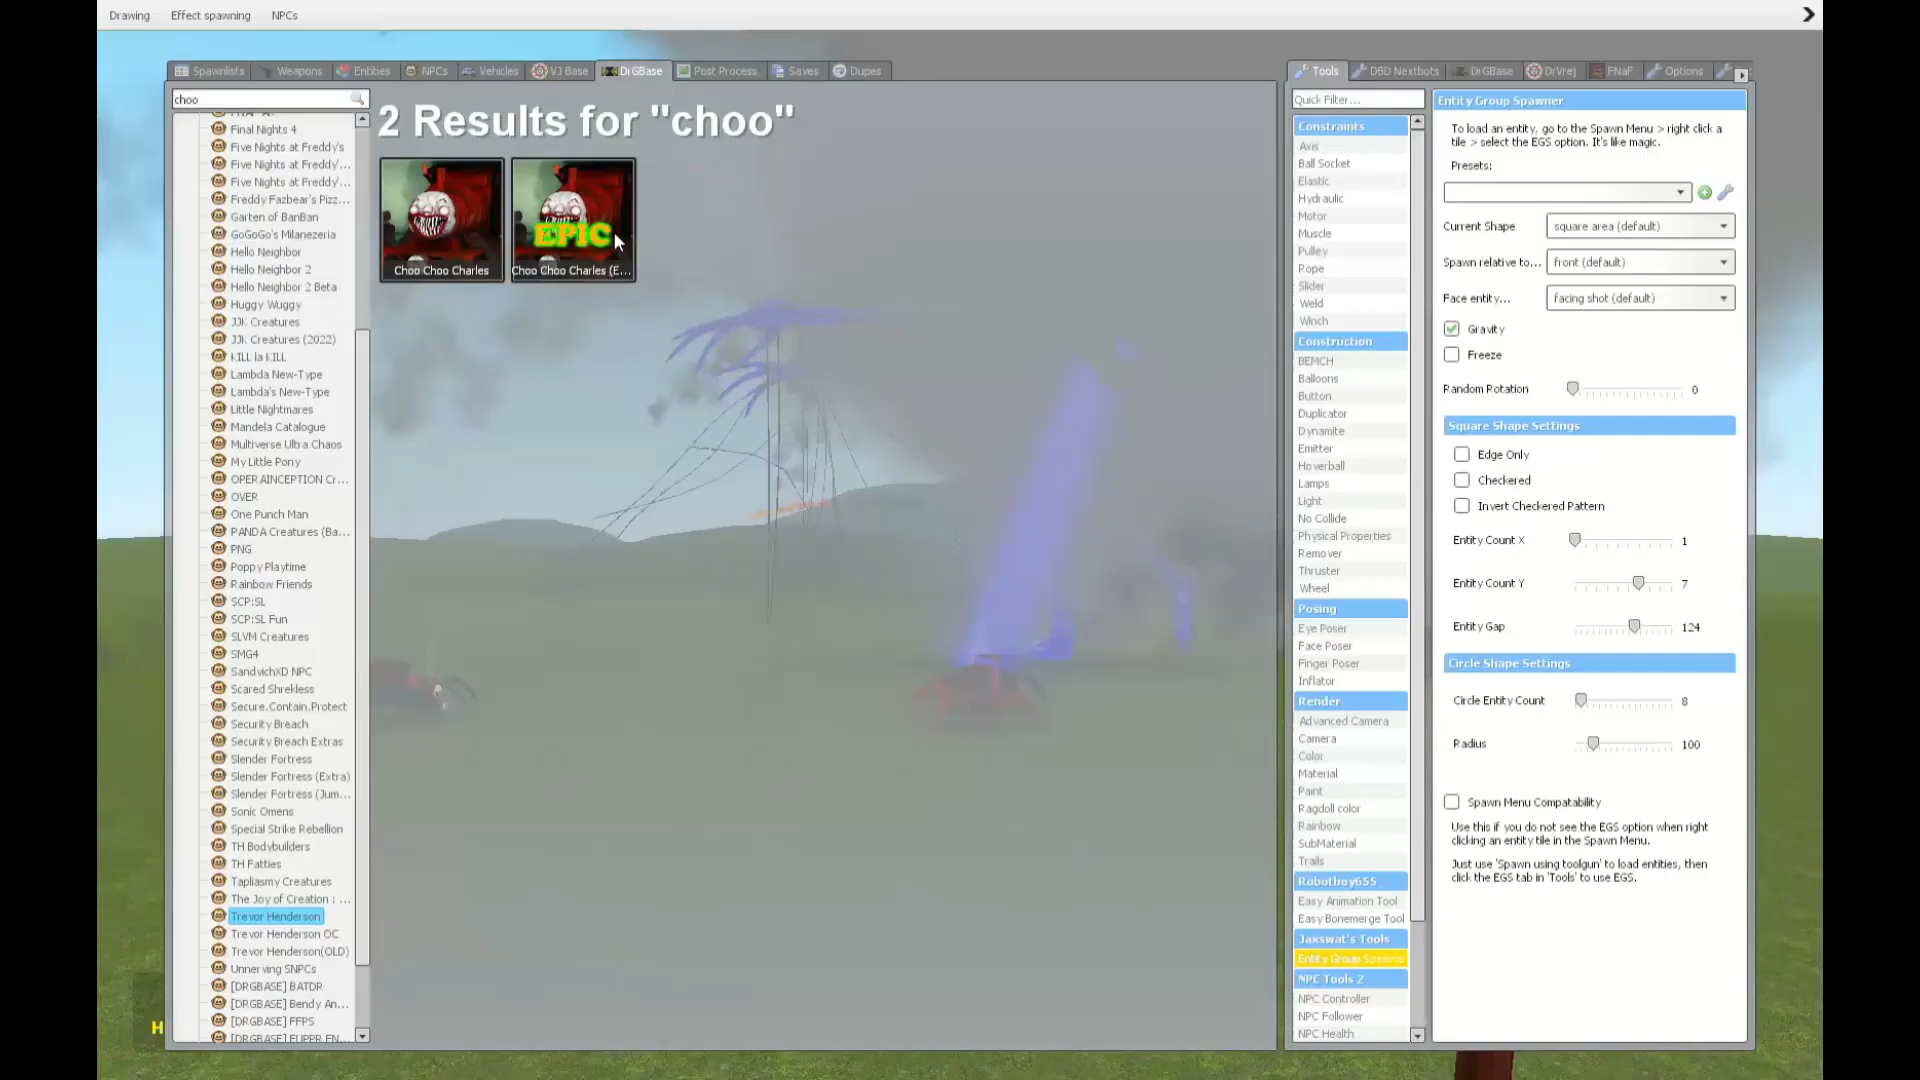 Drawing Effect spawning NPCs
Spawnlists Weapons Entities NPCs Vehicles VJ Base DrGBase Post Process Saves Dupes
choo
2 Results for "choo"
EPIC
Choo Choo Charles
Choo Choo Charles (E...
Final Nights 4
Five Nights at Freddy's
Five Nights at Freddy'...
Five Nights at Freddy'...
Freddy Fazbear's Pizz...
Garten of BanBan
GoGoGo's Milanezeria
Hello Neighbor
Hello Neighbor 2
Hello Neighbor 2 Beta
Huggy Wuggy
JJK Creatures
JJK Creatures (2022)
KILL la KILL
Lambda New-Type
Lambda's New-Type
Little Nightmares
Mandela Catalogue
Multiverse Ultra Chaos
My Little Pony
OPERAINCEPTION Cr...
OVER
One Punch Man
PANDA Creatures (Ba...
PNG
Poppy Playtime
Rainbow Friends
SCP:SL
SCP:SL Fun
SLVM Creatures
SMG4
SandvichXD NPC
Scared Shrekless
Secure.Contain.Protect
Security Breach
Security Breach Extras
Slender Fortress
Slender Fortress (Extra)
Slender Fortress (Jum...
Sonic Omens
Special Strike Rebellion
TH Bodybuilders
TH Fatties
Tapliasmy Creatures
The Joy of Creation : ...
Trevor Henderson
Trevor Henderson OC
Trevor Henderson(OLD)
Unnerving SNPCs
[DRGBASE] BATDR
[DRGBASE] Bendy An...
[DRGBASE] FFPS
H
Tools DBD Nextbots DrGBase DrVrej FNaF Options
Quick Filter...
Constraints
Axis
Ball Socket
Elastic
Hydraulic
Motor
Muscle
Pulley
Rope
Slider
Weld
Winch
Construction
BEMCH
Balloons
Button
Duplicator
Dynamite
Emitter
Hoverball
Lamps
Light
No Collide
Physical Properties
Remover
Thruster
Wheel
Posing
Eye Poser
Face Poser
Finger Poser
Inflator
Render
Advanced Camera
Camera
Color
Material
Paint
Ragdoll color
Rainbow
SubMaterial
Trails
Robotboy655
Easy Animation Tool
Easy Bonemerge Tool
Jaxswat's Tools
Entity Group Spawner
NPC Tools 2
NPC Controller
NPC Follower
NPC Health
Entity Group Spawner
To load an entity, go to the Spawn Menu > right click a
tile > select the EGS option. It's like magic.
Presets:
Current Shape square area (default)
Spawn relative to... front (default)
Face entity... facing shot (default)
Gravity
Freeze
Random Rotation 0
Square Shape Settings
Edge Only
Checkered
Invert Checkered Pattern
Entity Count X 1
Entity Count Y 7
Entity Gap 124
Circle Shape Settings
Circle Entity Count 8
Radius 100
Spawn Menu Compatability
Use this if you do not see the EGS option when right
clicking an entity tile in the Spawn Menu.
Just use 'Spawn using toolgun' to load entities, then
click the EGS tab in 'Tools' to use EGS.